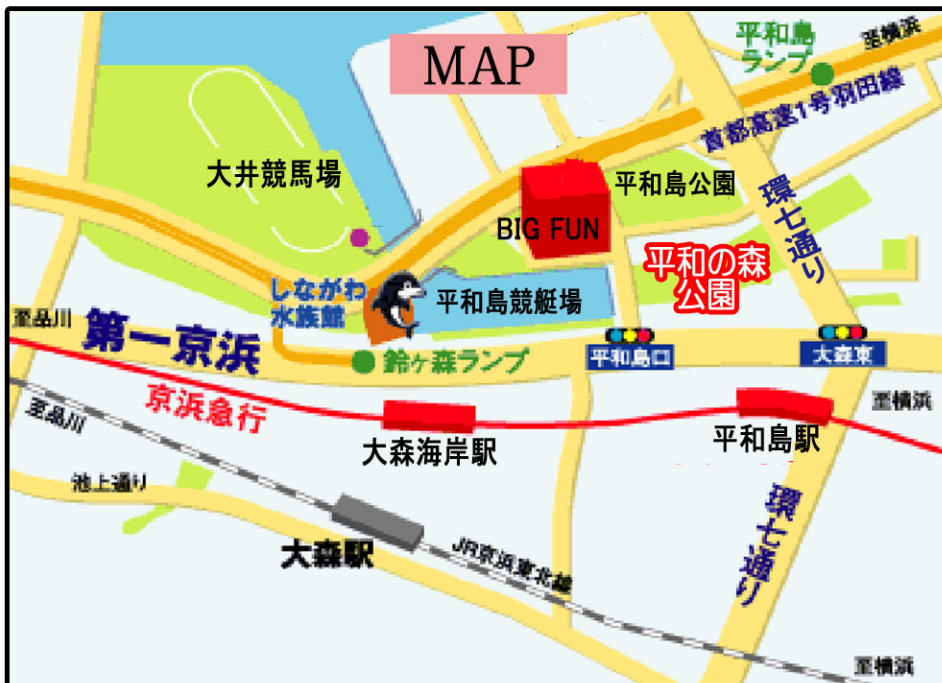 MAP
平和島
ランプ
至横浜
首都高速1号羽田線
大井競馬場
平和島公園
環七通り
BIG FUN
平和の森
公園
しながわ
水族館
平和島競艇場
至品川
第一京浜
鈴ヶ森ランプ
平和島口
大森東
京浜急行
至横浜
至品川
大森海岸駅
平和島駅
池上通り
大森駅
JR京浜東北線
環七通り
至横浜